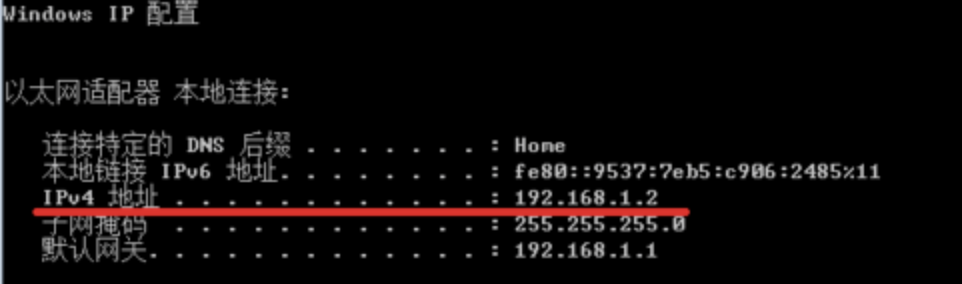 Windows IP 配置
以太网适配器 本地连接:
连接特定的 DNS 后缀 . . . . . . . : Home
本地链接 IPv6 地址. . . . . . . . : fe80::9537:7eb5:c906:2485%11
IPv4 地址 . . . . . . . . . . . . : 192.168.1.2
子网掩码 . . . . . . . . . . . . : 255.255.255.0
默认网关. . . . . . . . . . . . . : 192.168.1.1